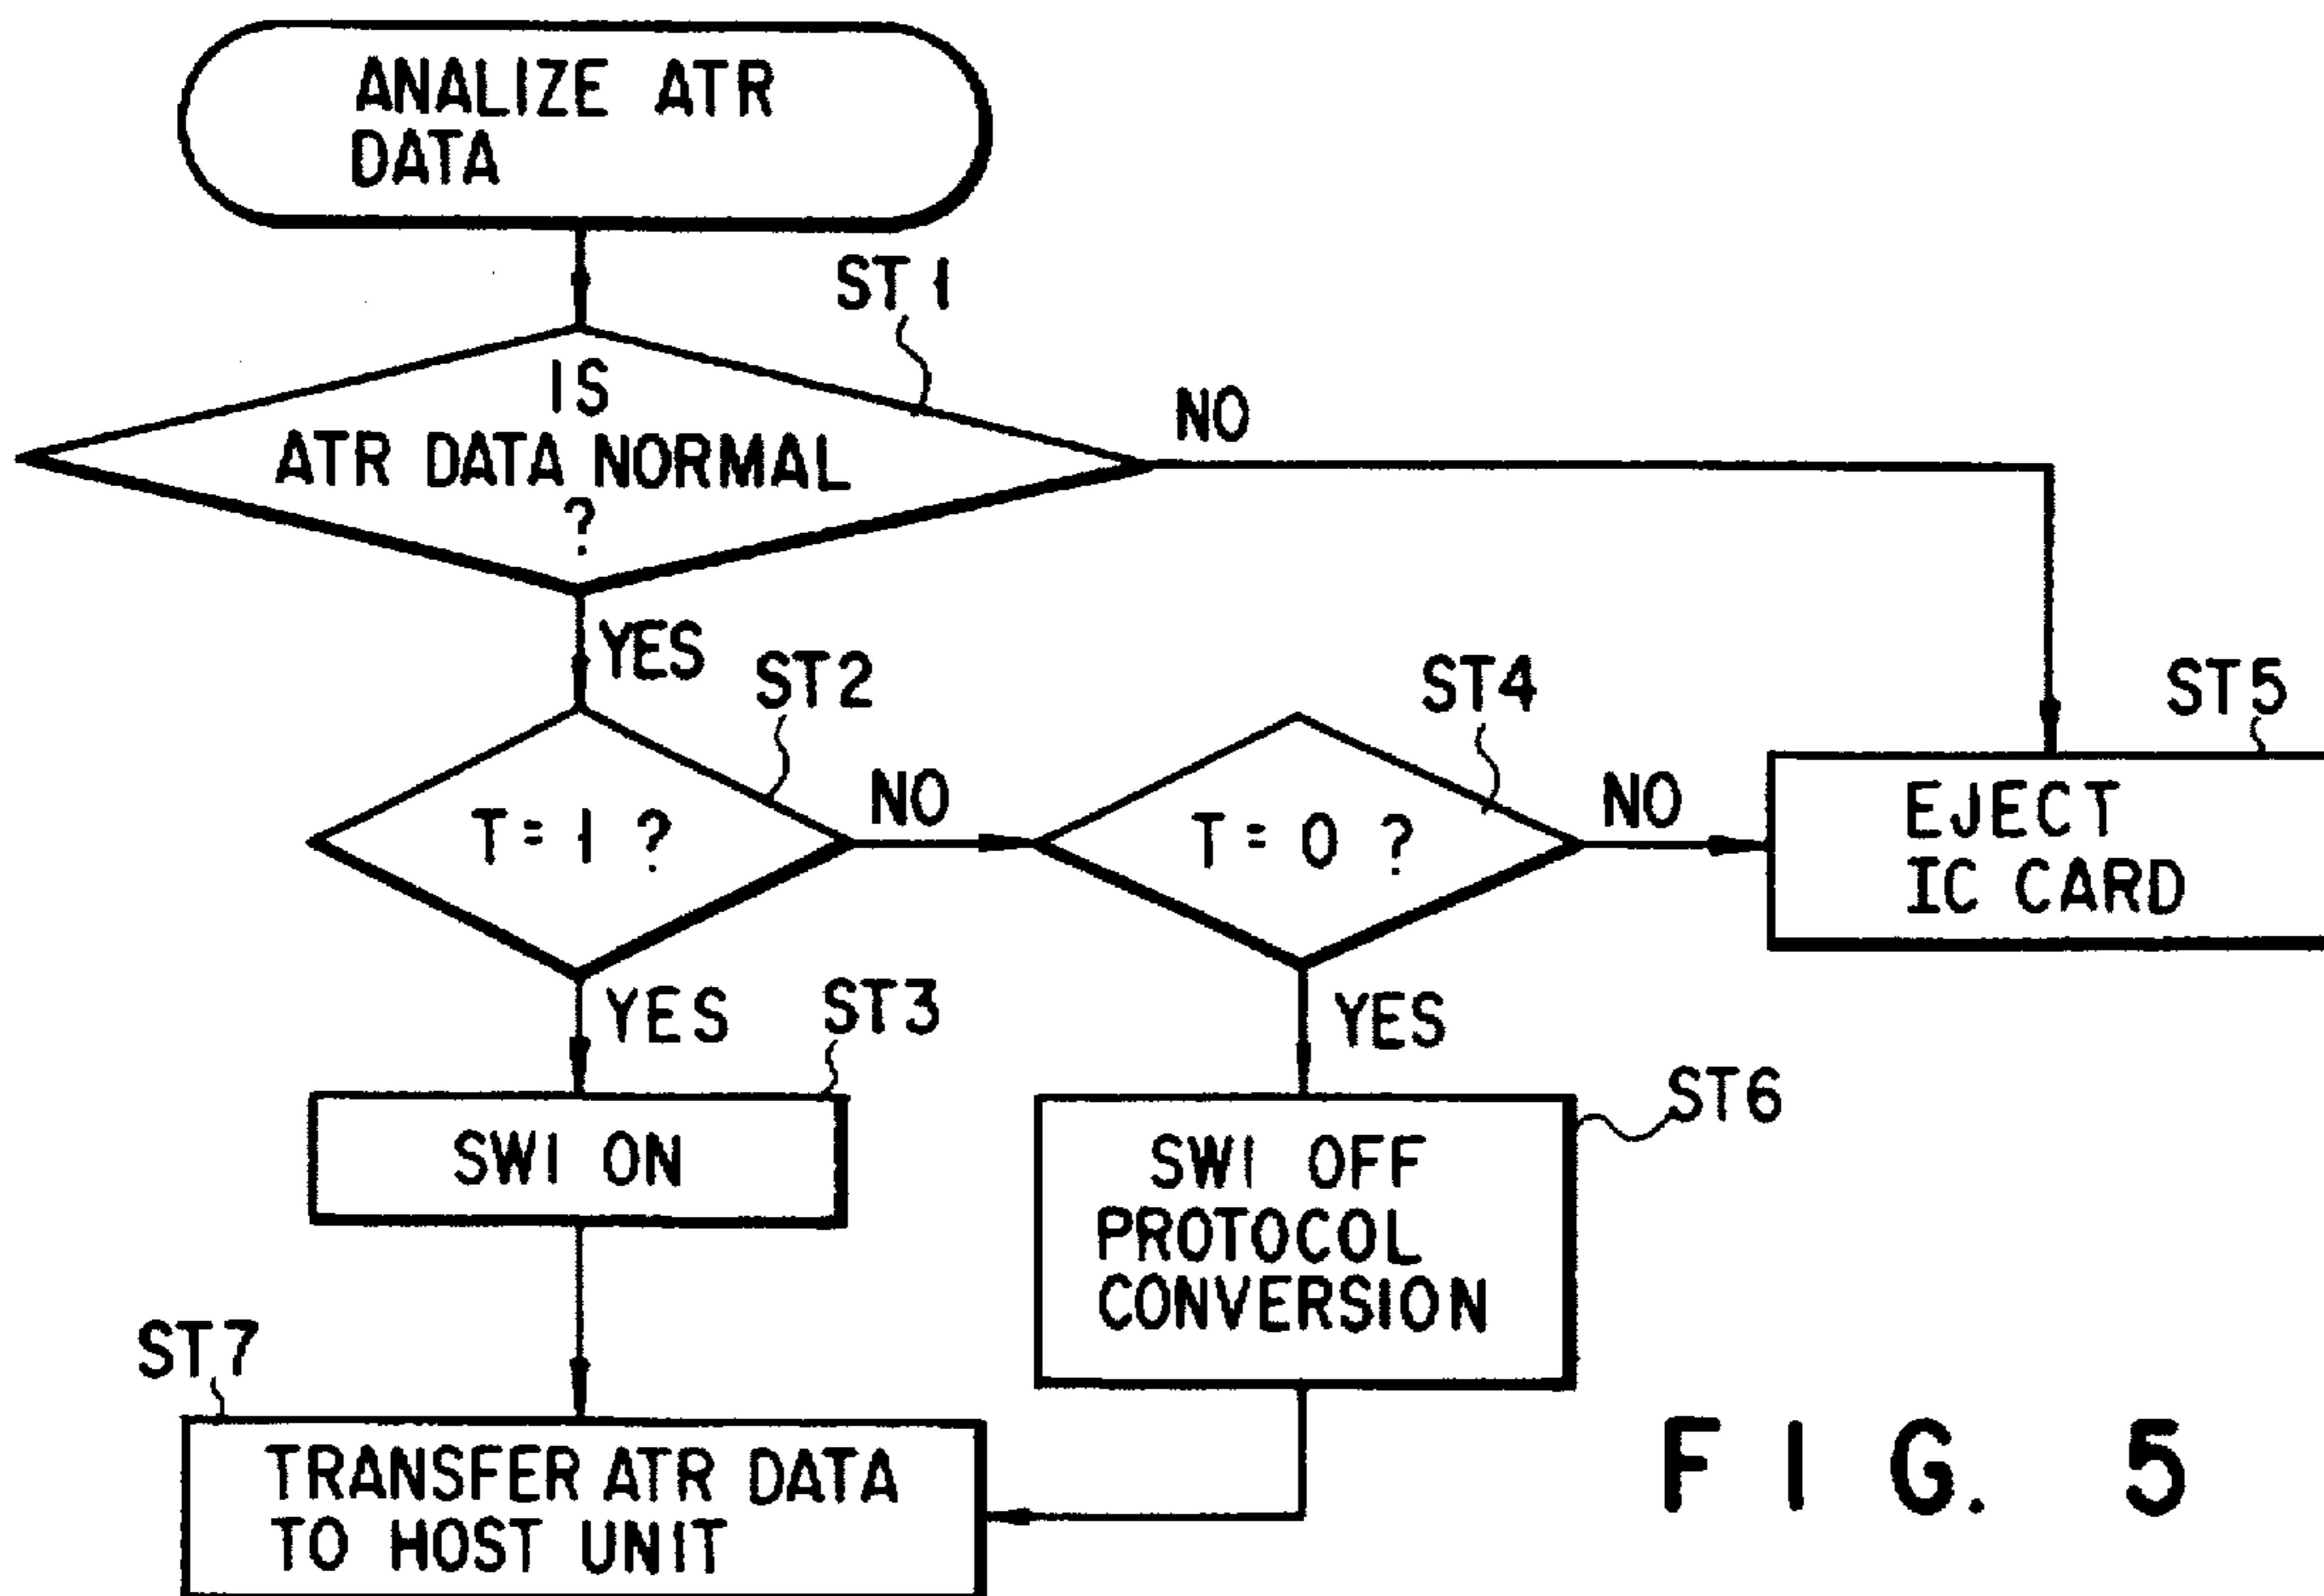 ANALIZE ATR
DATA
ST1
IS
ATR DATA NORMAL
?
NO
YES
ST2
T=1 ?
NO
ST4
T=0 ?
NO
ST5
EJECT
IC CARD
YES
ST3
SW1 ON
YES
ST6
SW1 OFF
PROTOCOL
CONVERSION
ST7
TRANSFER ATR DATA
TO HOST UNIT
FIG. 5